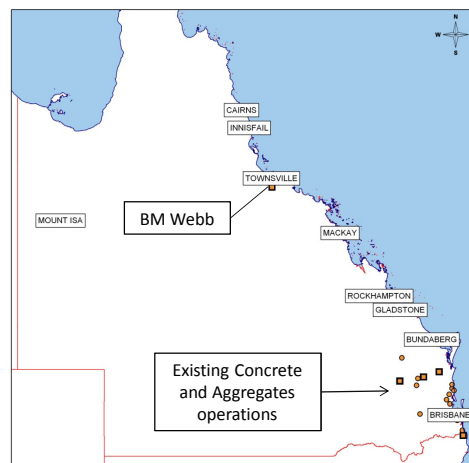 N
W E
S
CAIRNS
INNISFAIL
TOWNSVILLE
BM Webb
MOUNT ISA
MACKAY
ROCKHAMPTON
GLADSTONE
BUNDABERG
Existing Concrete
and Aggregates
operations
BRISBANE